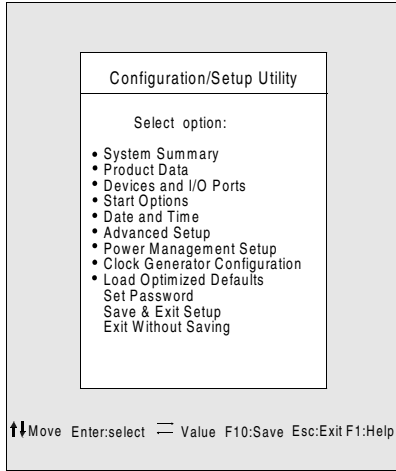 Configuration/Setup Utility
Select option:
• System Summary
• Product Data
• Devices and I/O Ports
• Start Options
• Date and Time
• Advanced Setup
• Power Management Setup
• Clock Generator Configuration
• Load Optimized Defaults
Set Password
Save & Exit Setup
Exit Without Saving
Move Enter:select Value F10:Save Esc:Exit F1:Help